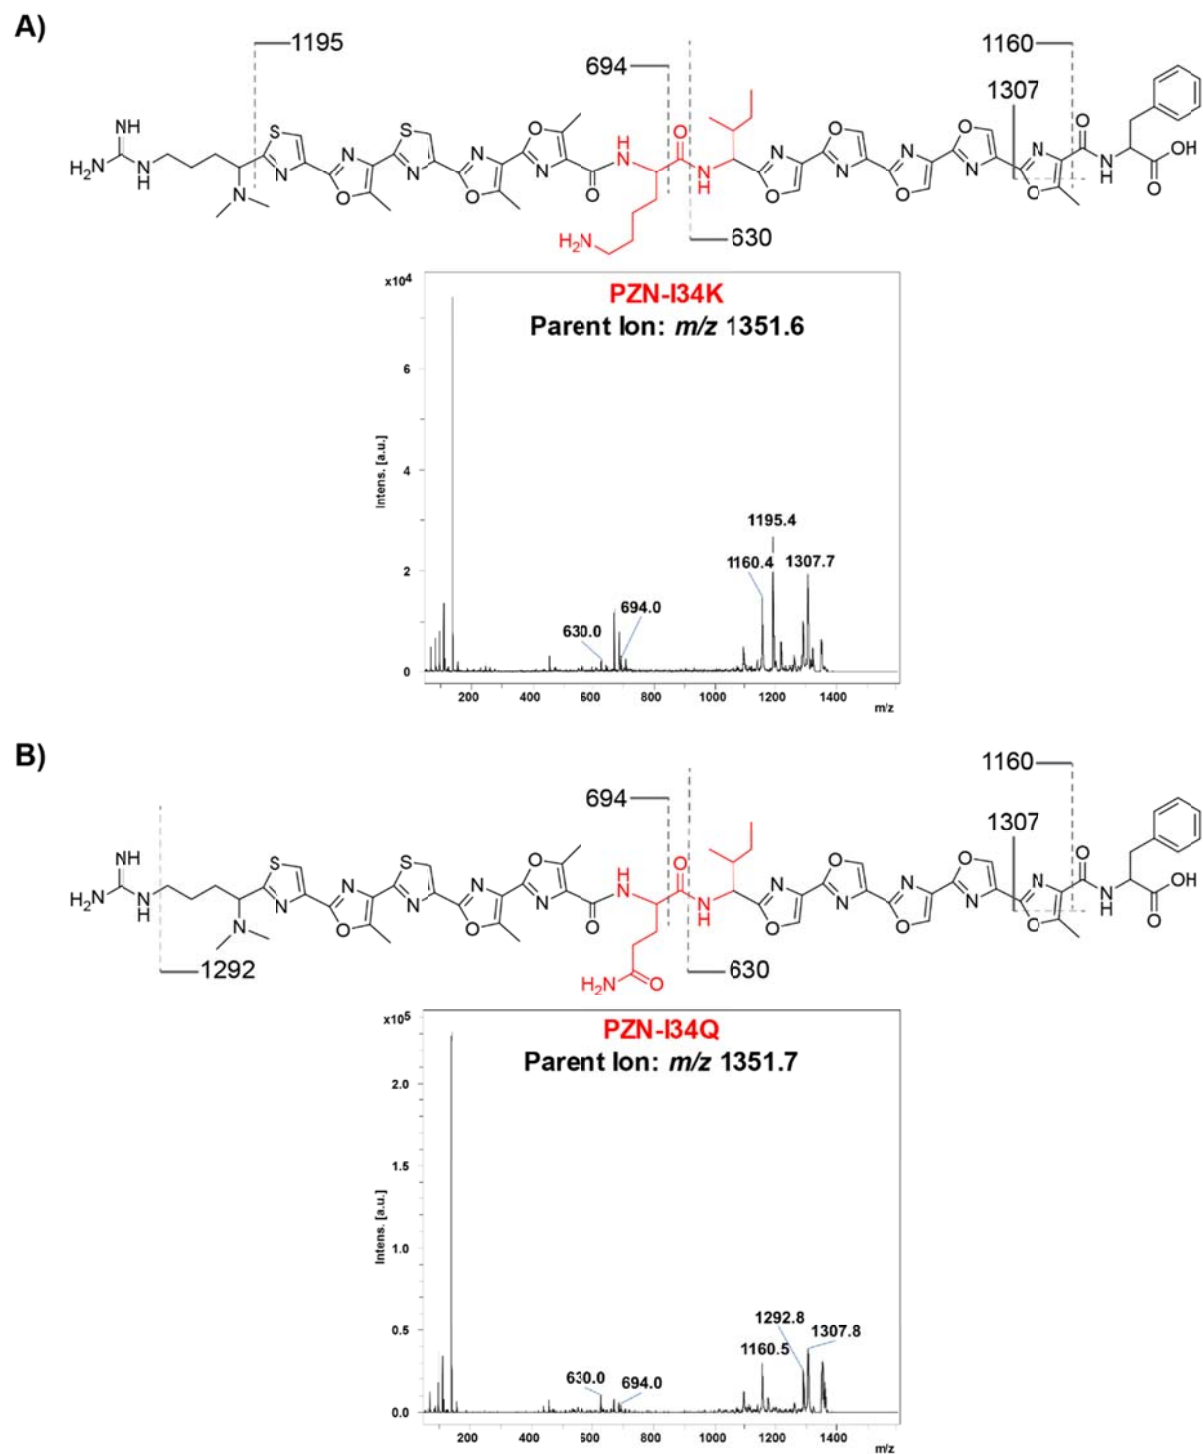 A)
1195
694
1160
1307
NH
H2N
N
H
N
S
N
N
O
S
N
N
O
O
N
O
H
N
O
N
H
H2N
O
N
O
N
N
O
O
N
N
O
O
N
H
O
OH
630
x10^4
PZN-I34K
Parent Ion: m/z 1351.6
6
4
2
0
Intens. [a.u.]
1195.4
1160.4
1307.7
694.0
630.0
200
400
600
800
1000
1200
1400
m/z
B)
1160
694
1307
NH
H2N
N
H
N
S
N
N
O
S
N
N
O
O
N
O
H
N
O
N
H
H2N
O
O
N
O
N
N
O
O
N
N
O
O
N
H
O
OH
1292
630
x10^5
PZN-I34Q
Parent Ion: m/z 1351.7
2.0
1.5
1.0
0.5
0.0
Intens. [a.u.]
1292.8
1307.8
1160.5
630.0
694.0
200
400
600
800
1000
1200
1400
m/z